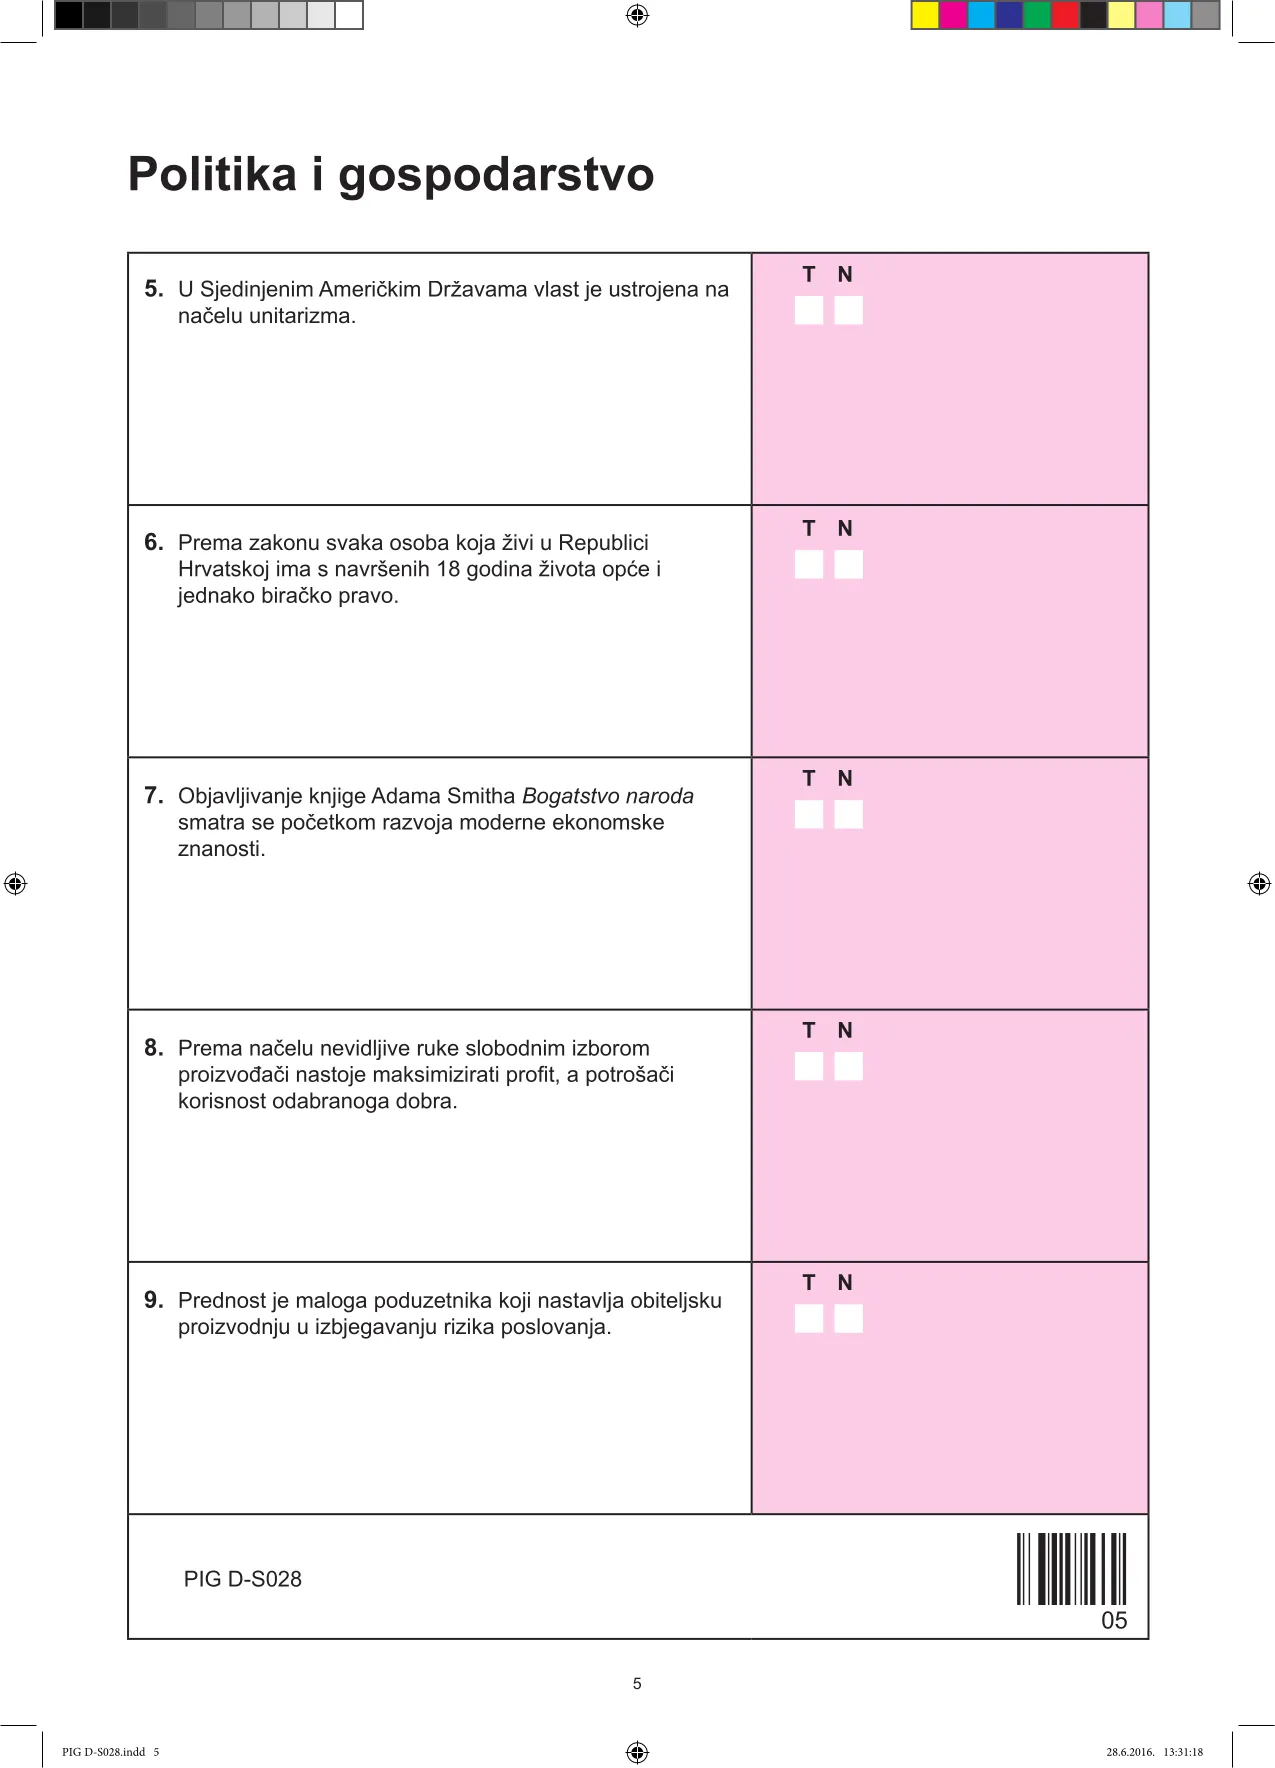 Politika i gospodarstvo
5. U Sjedinjenim Američkim Državama vlast je ustrojena na
načelu unitarizma.
T N
6. Prema zakonu svaka osoba koja živi u Republici
Hrvatskoj ima s navršenih 18 godina života opće i
jednako biračko pravo.
T N
7. Objavljivanje knjige Adama Smitha Bogatstvo naroda
smatra se početkom razvoja moderne ekonomske
znanosti.
T N
8. Prema načelu nevidljive ruke slobodnim izborom
proizvođači nastoje maksimizirati profit, a potrošači
korisnost odabranoga dobra.
T N
9. Prednost je maloga poduzetnika koji nastavlja obiteljsku
proizvodnju u izbjegavanju rizika poslovanja.
T N
PIG D-S028
05
5
PIG D-S028.indd 5
28.6.2016. 13:31:18